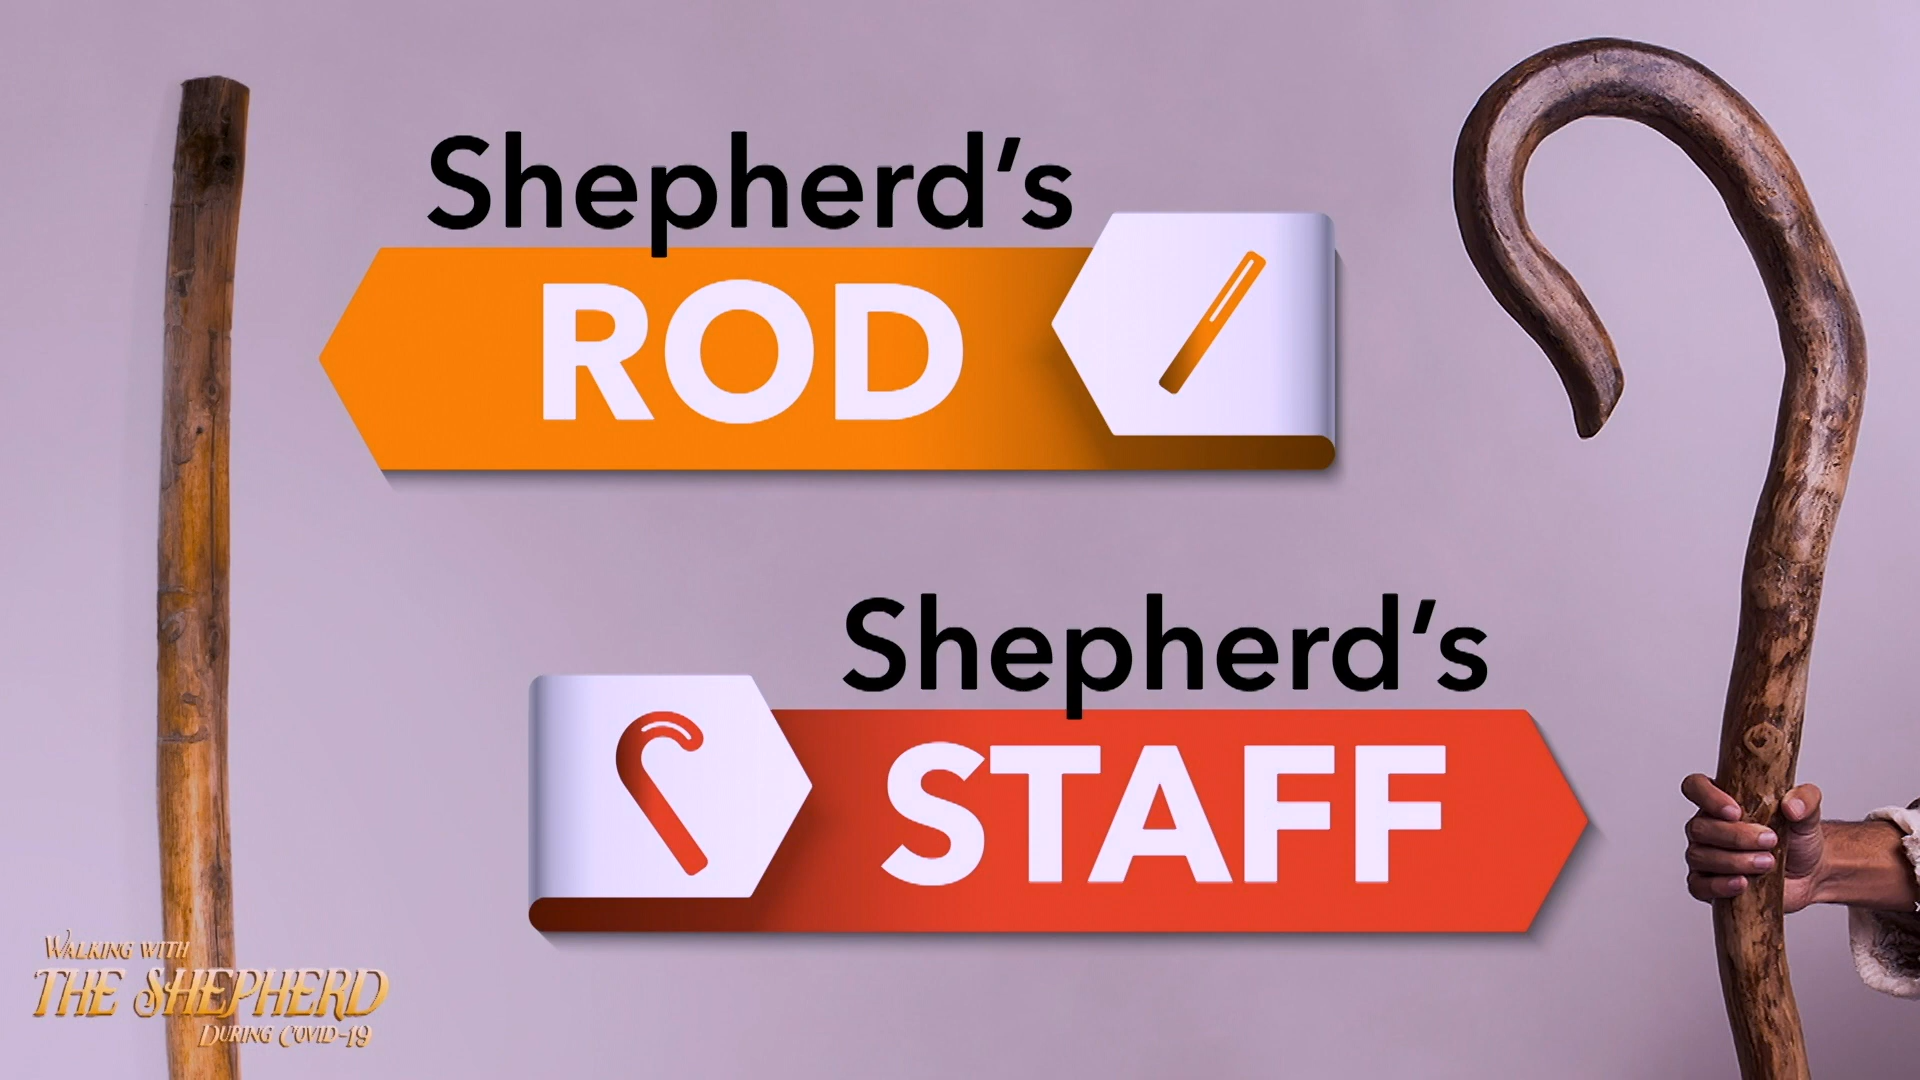 Shepherd's
ROD
Shepherd's
STAFF
WALKING WITH
THE SHEPHERD
DURING COVID-19